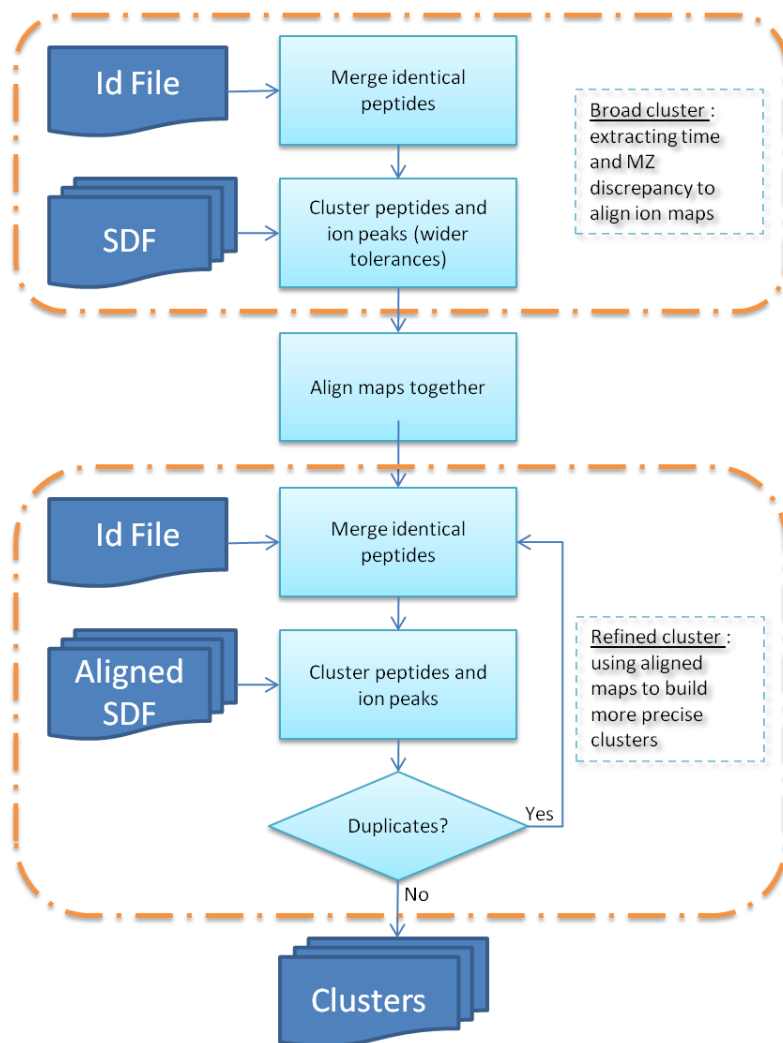 Id File
Merge identical
peptides
Broad cluster :
extracting time
and MZ
discrepancy to
align ion maps
SDF
Cluster peptides and
ion peaks (wider
tolerances)
Align maps together
Id File
Merge identical
peptides
Aligned
SDF
Cluster peptides and
ion peaks
Refined cluster :
using aligned
maps to build
more precise
clusters
Duplicates?
Yes
No
Clusters